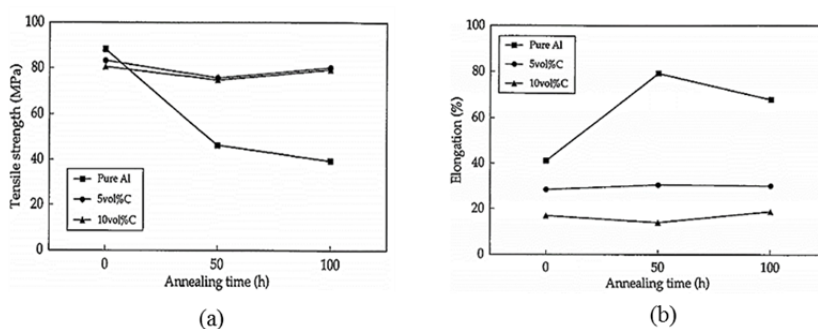 100
80
60
40
20
0
Tensile strength (MPa)
Pure Al
5vol%C
10vol%C
0 50 100
Annealing time (h)
(a)
100
80
60
40
20
0
Elongation (%)
Pure Al
5vol%C
10vol%C
0 50 100
Annealing time (h)
(b)